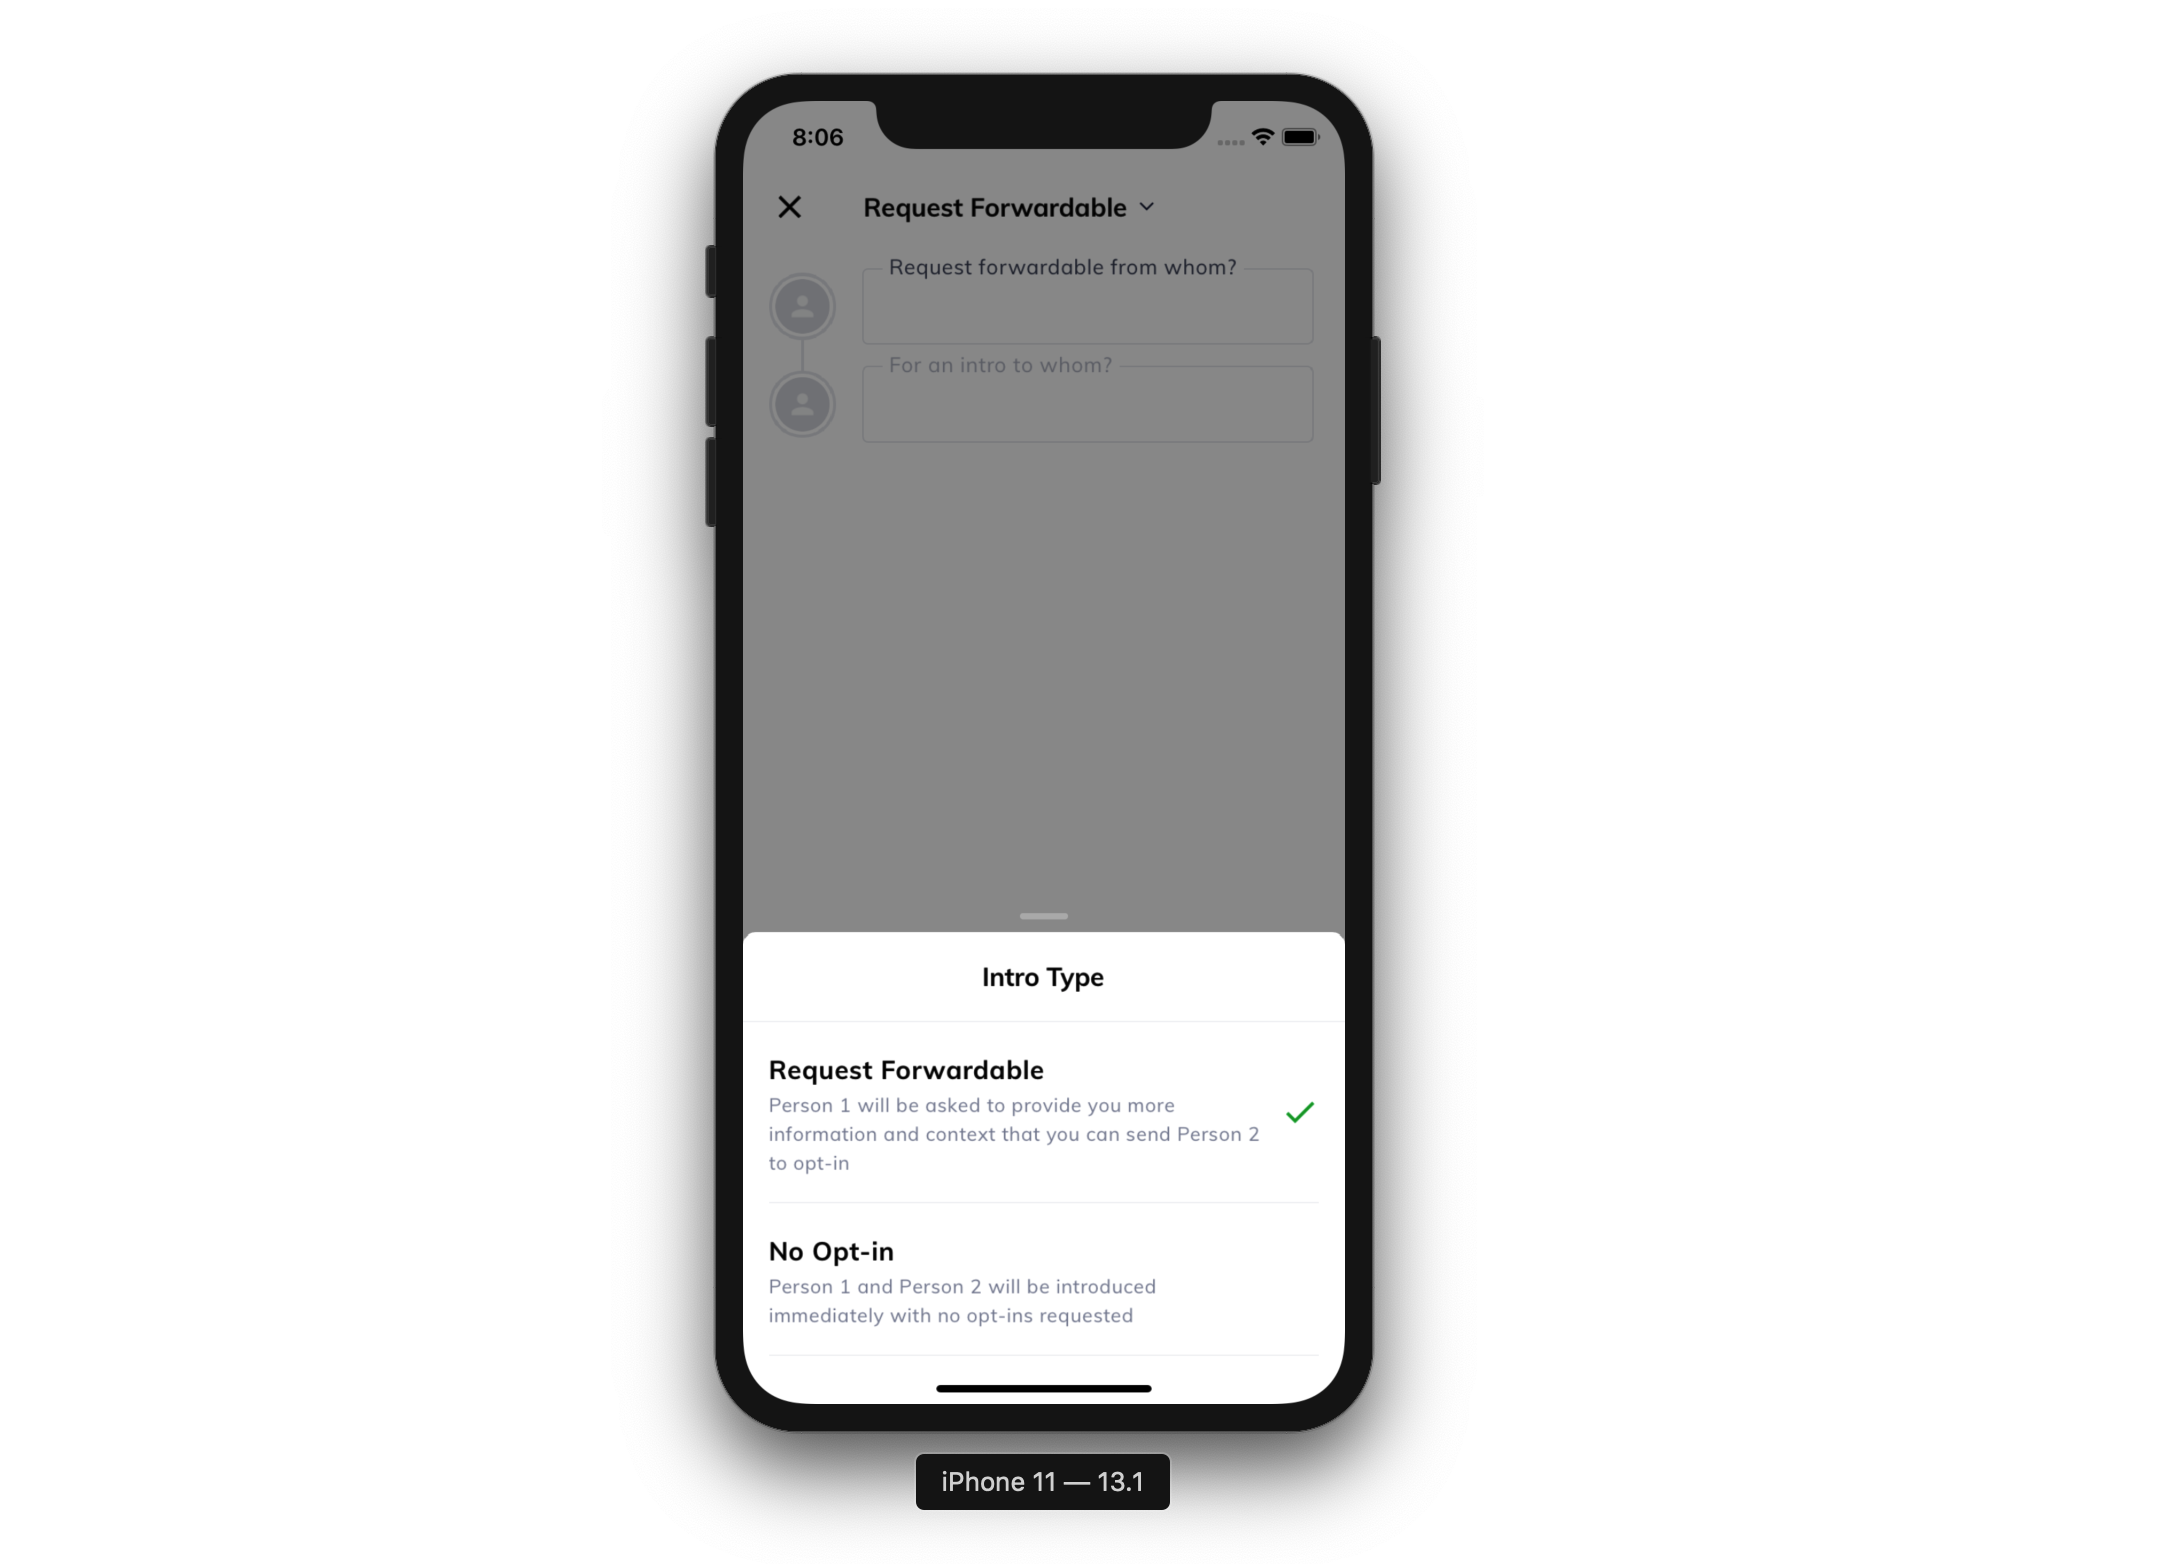 8:06
Request Forwardable
Request forwardable from whom?
For an intro to whom?
Intro Type
Request Forwardable
Person 1 will be asked to provide you more
information and context that you can send Person 2
to opt-in
No Opt-in
Person 1 and Person 2 will be introduced
immediately with no opt-ins requested
iPhone 11 — 13.1